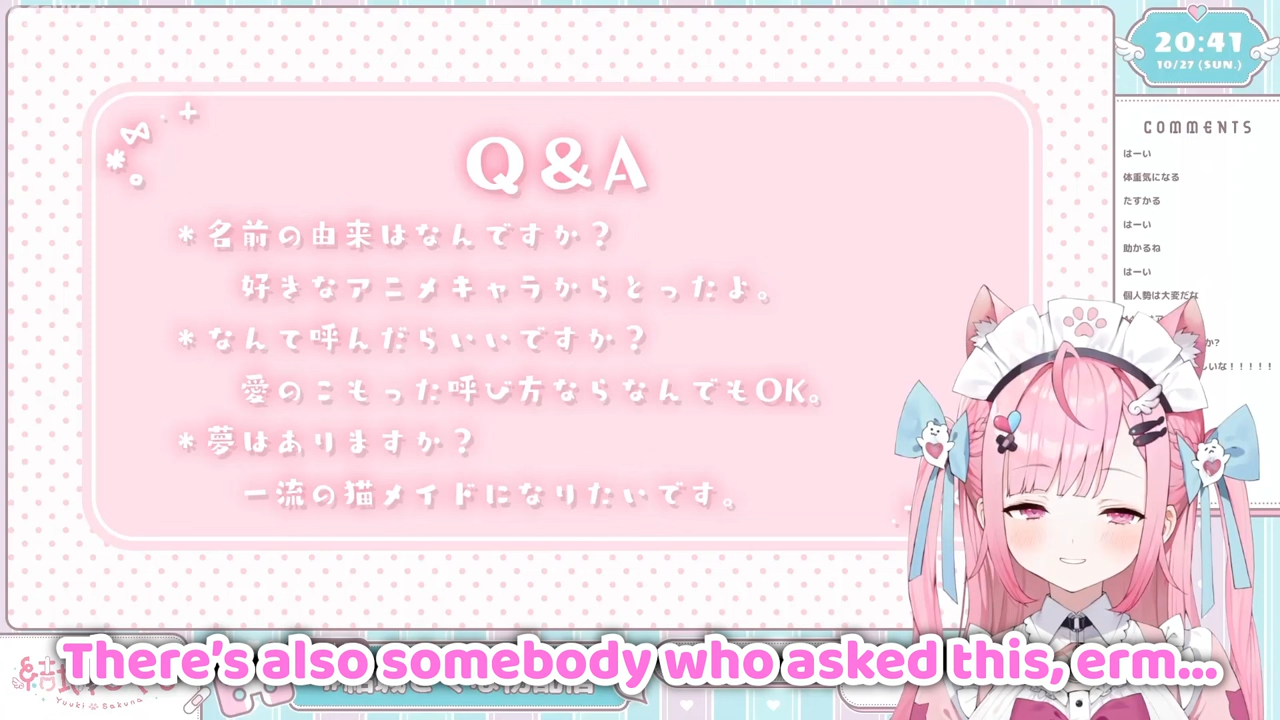 20:41
10/27 (SUN.)
Q&A
*名前の由来はなんですか？
好きなアニメキャラからとったよ。
*なんて呼んだらいいですか？
愛のこもった呼び方ならなんでもOK。
*夢はありますか？
一流の猫メイドになりたいです。
COMMENTS
はーい
体重気になる
たすかる
はーい
助かるね
はーい
個人勢は大変だな
か?
いな！！！！！
There's also somebody who asked this, erm...
Yuuki Sakuna